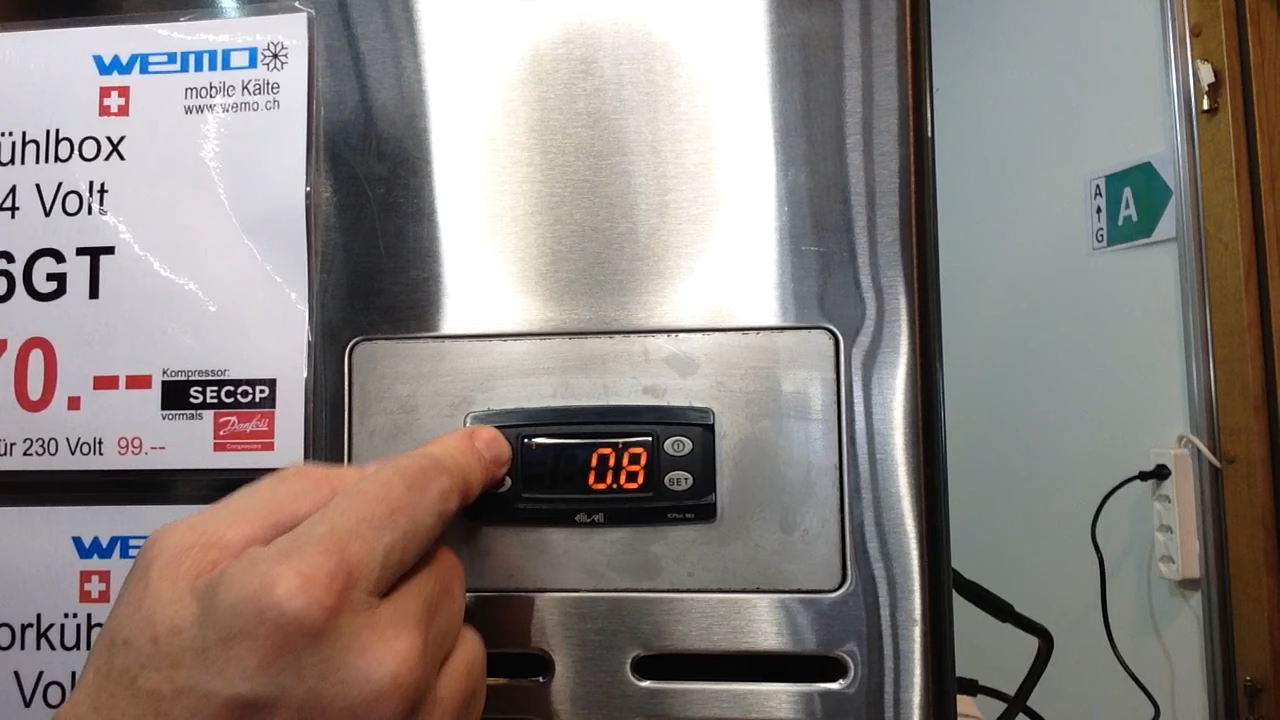 wemo
mobile Kälte
www.wemo.ch
ühlbox
4 Volt
6GT
70.--
Kompressor:
SECOP
vormals
Danfoss
Compressors
ür 230 Volt 99.--
WE
orküh
Vol
0.8
SET
eliwell
A
G
A